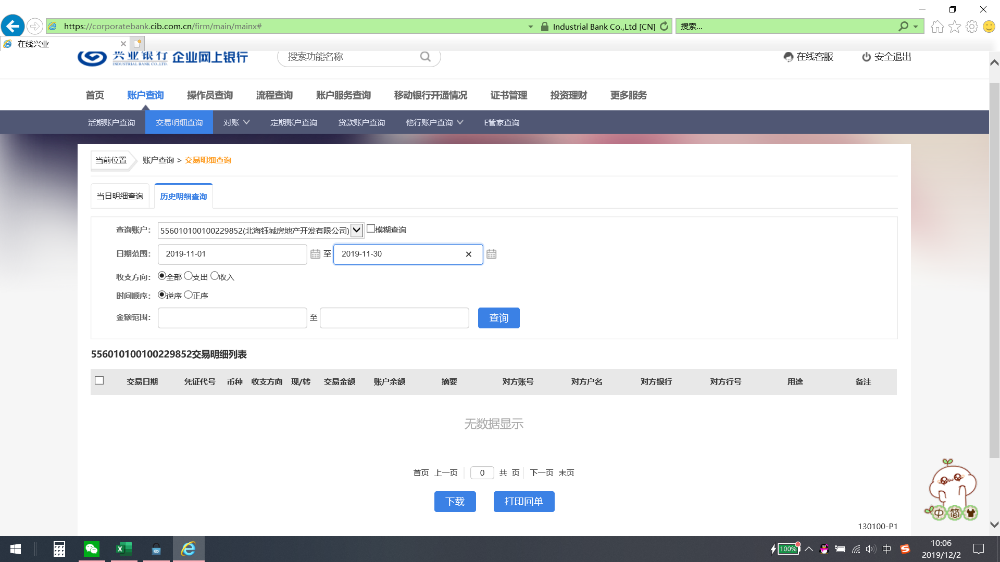 https://corporatebank.cib.com.cn/firm/main/mainx#
Industrial Bank Co.,Ltd [CN]
搜索...
在线兴业
兴业银行 企业网上银行
INDUSTRIAL BANK CO.,LTD.
搜索功能名称
在线客服
安全退出
首页 账户查询 操作员查询 流程查询 账户服务查询 移动银行开通情况 证书管理 投资理财 更多服务
活期账户查询 交易明细查询 对账 定期账户查询 贷款账户查询 他行账户查询 E管家查询
当前位置 账户查询 > 交易明细查询
当日明细查询 历史明细查询
查询账户: 556010100100229852(北海钰城房地产开发有限公司) 模糊查询
日期范围: 2019-11-01 至 2019-11-30
收支方向: 全部 支出 收入
时间顺序: 逆序 正序
金额范围: 至 查询
556010100100229852交易明细列表
交易日期 凭证代号 币种 收支方向 现/转 交易金额 账户余额 摘要 对方账号 对方户名 对方银行 对方行号 用途 备注
无数据显示
首页 上一页 0 共 页 下一页 末页
下载 打印回单
中 简
130100-P1
100%
中
10:06
2019/12/2